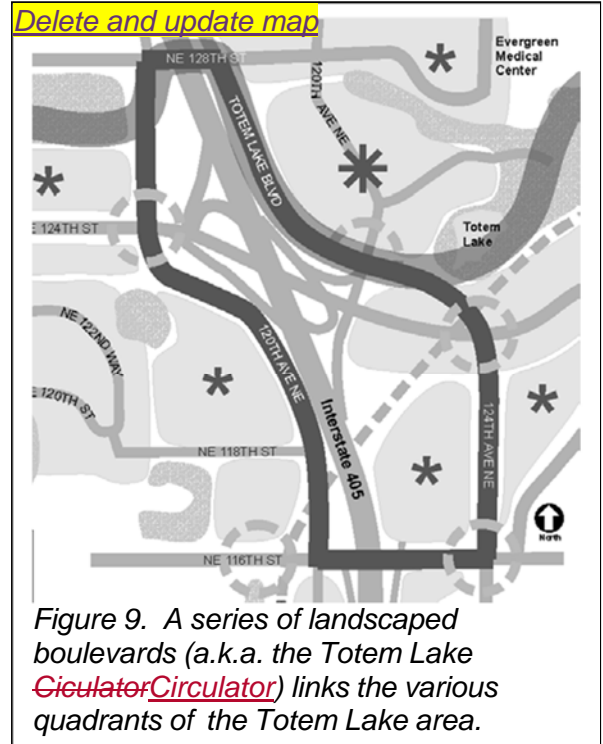 Delete and update map
Evergreen
Medical
Center
NE 128TH ST
120TH AVE NE
TOTEM LAKE BLVD
Totem
Lake
E 124TH ST
NE 122ND WAY
120TH AVE NE
E 120TH ST
Interstate 405
124TH AVE NE
NE 118TH ST
North
NE 116TH ST
Figure 9. A series of landscaped
boulevards (a.k.a. the Totem Lake
CiculatorCirculator) links the various
quadrants of the Totem Lake area.